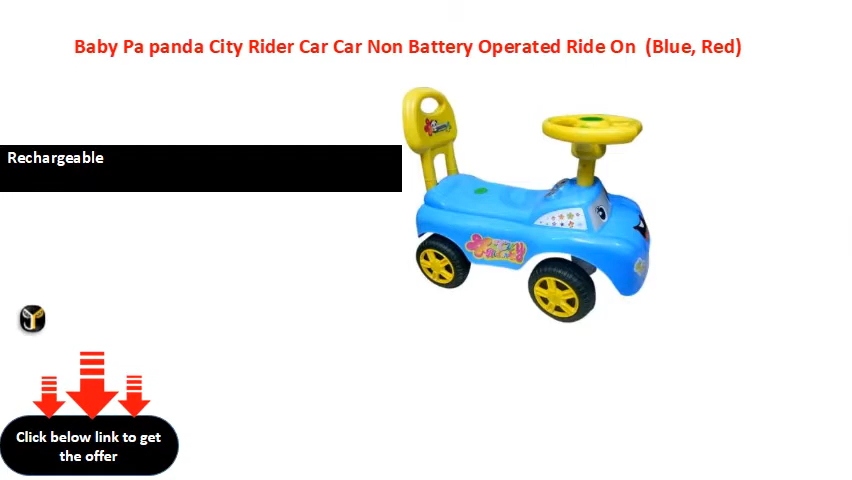 Baby Pa panda City Rider Car Car Non Battery Operated Ride On (Blue, Red)
Rechargeable
Click below link to get
the offer